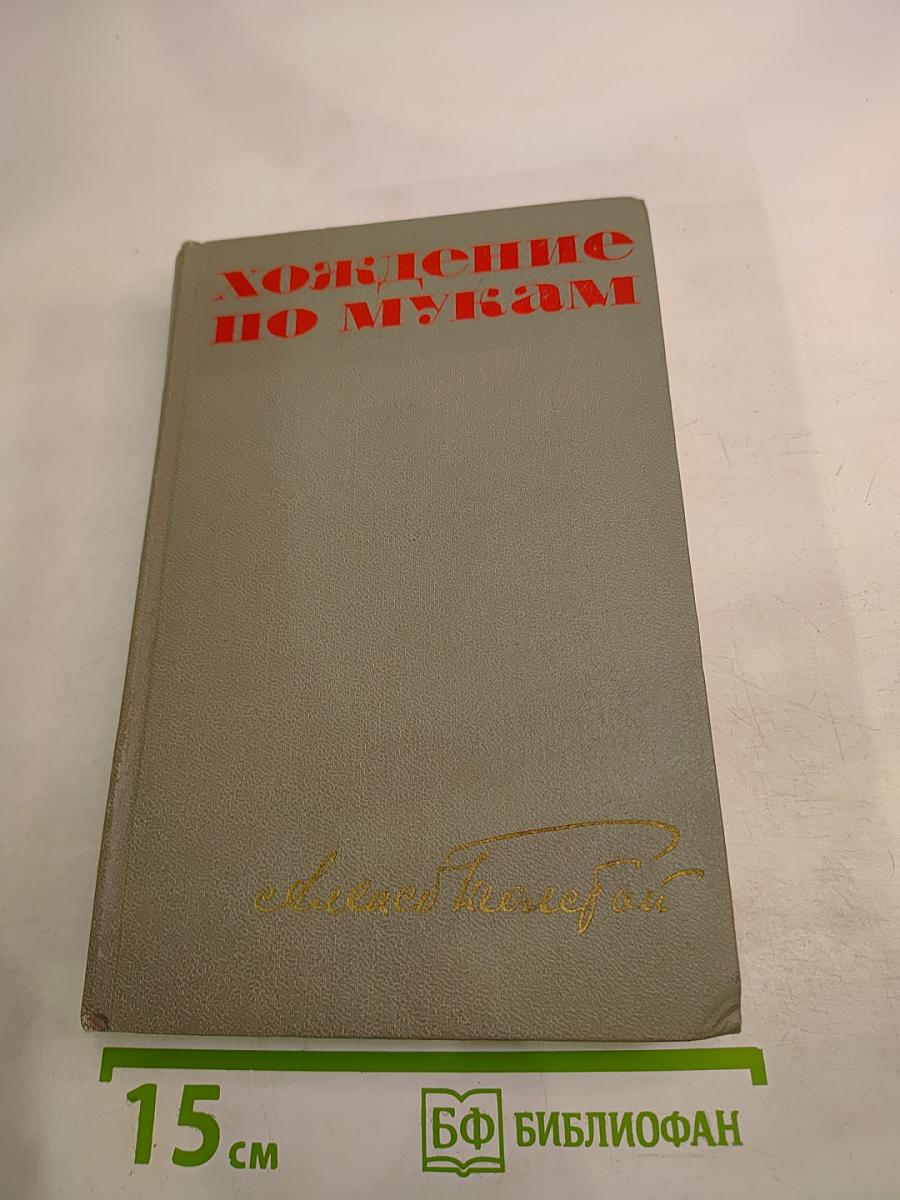 хождение
по мукам
Алексей Толстой
15 см
БФ БИБЛИОФАН